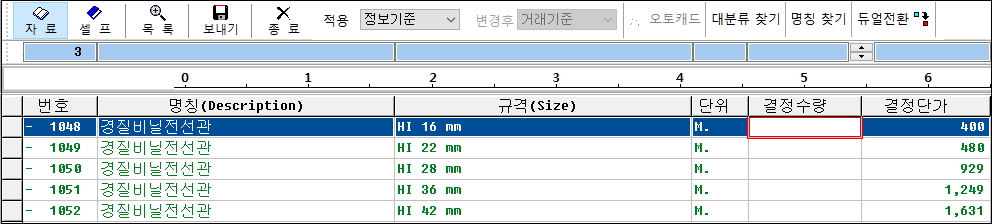 자 료 셀 프 목 록 보내기 종 료 적용 정보기준 변경후 거래기준 오토캐드 대분류 찾기 명칭 찾기 듀얼전환
3
0 1 2 3 4 5 6
번호 명칭(Description) 규격(Size) 단위 결정수량 결정단가
- 1048 경질비닐전선관 HI 16 mm M. 400
- 1049 경질비닐전선관 HI 22 mm M. 480
- 1050 경질비닐전선관 HI 28 mm M. 929
- 1051 경질비닐전선관 HI 36 mm M. 1,249
- 1052 경질비닐전선관 HI 42 mm M. 1,631